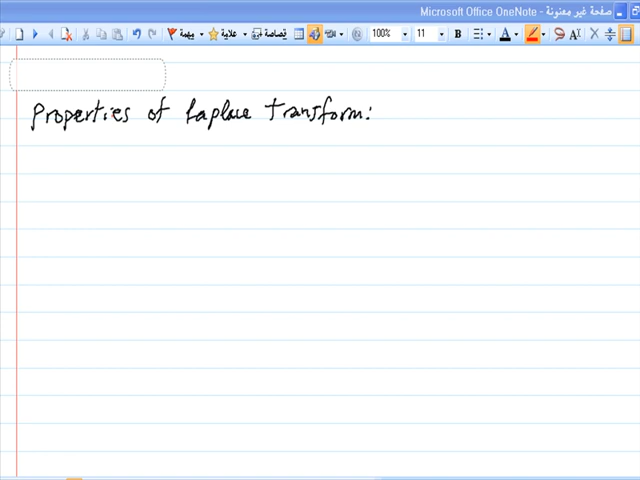 صفحة غير معنونة - Microsoft Office OneNote
مهمة علامة قصاصة 100% 11 B A
Properties of Laplace transform: